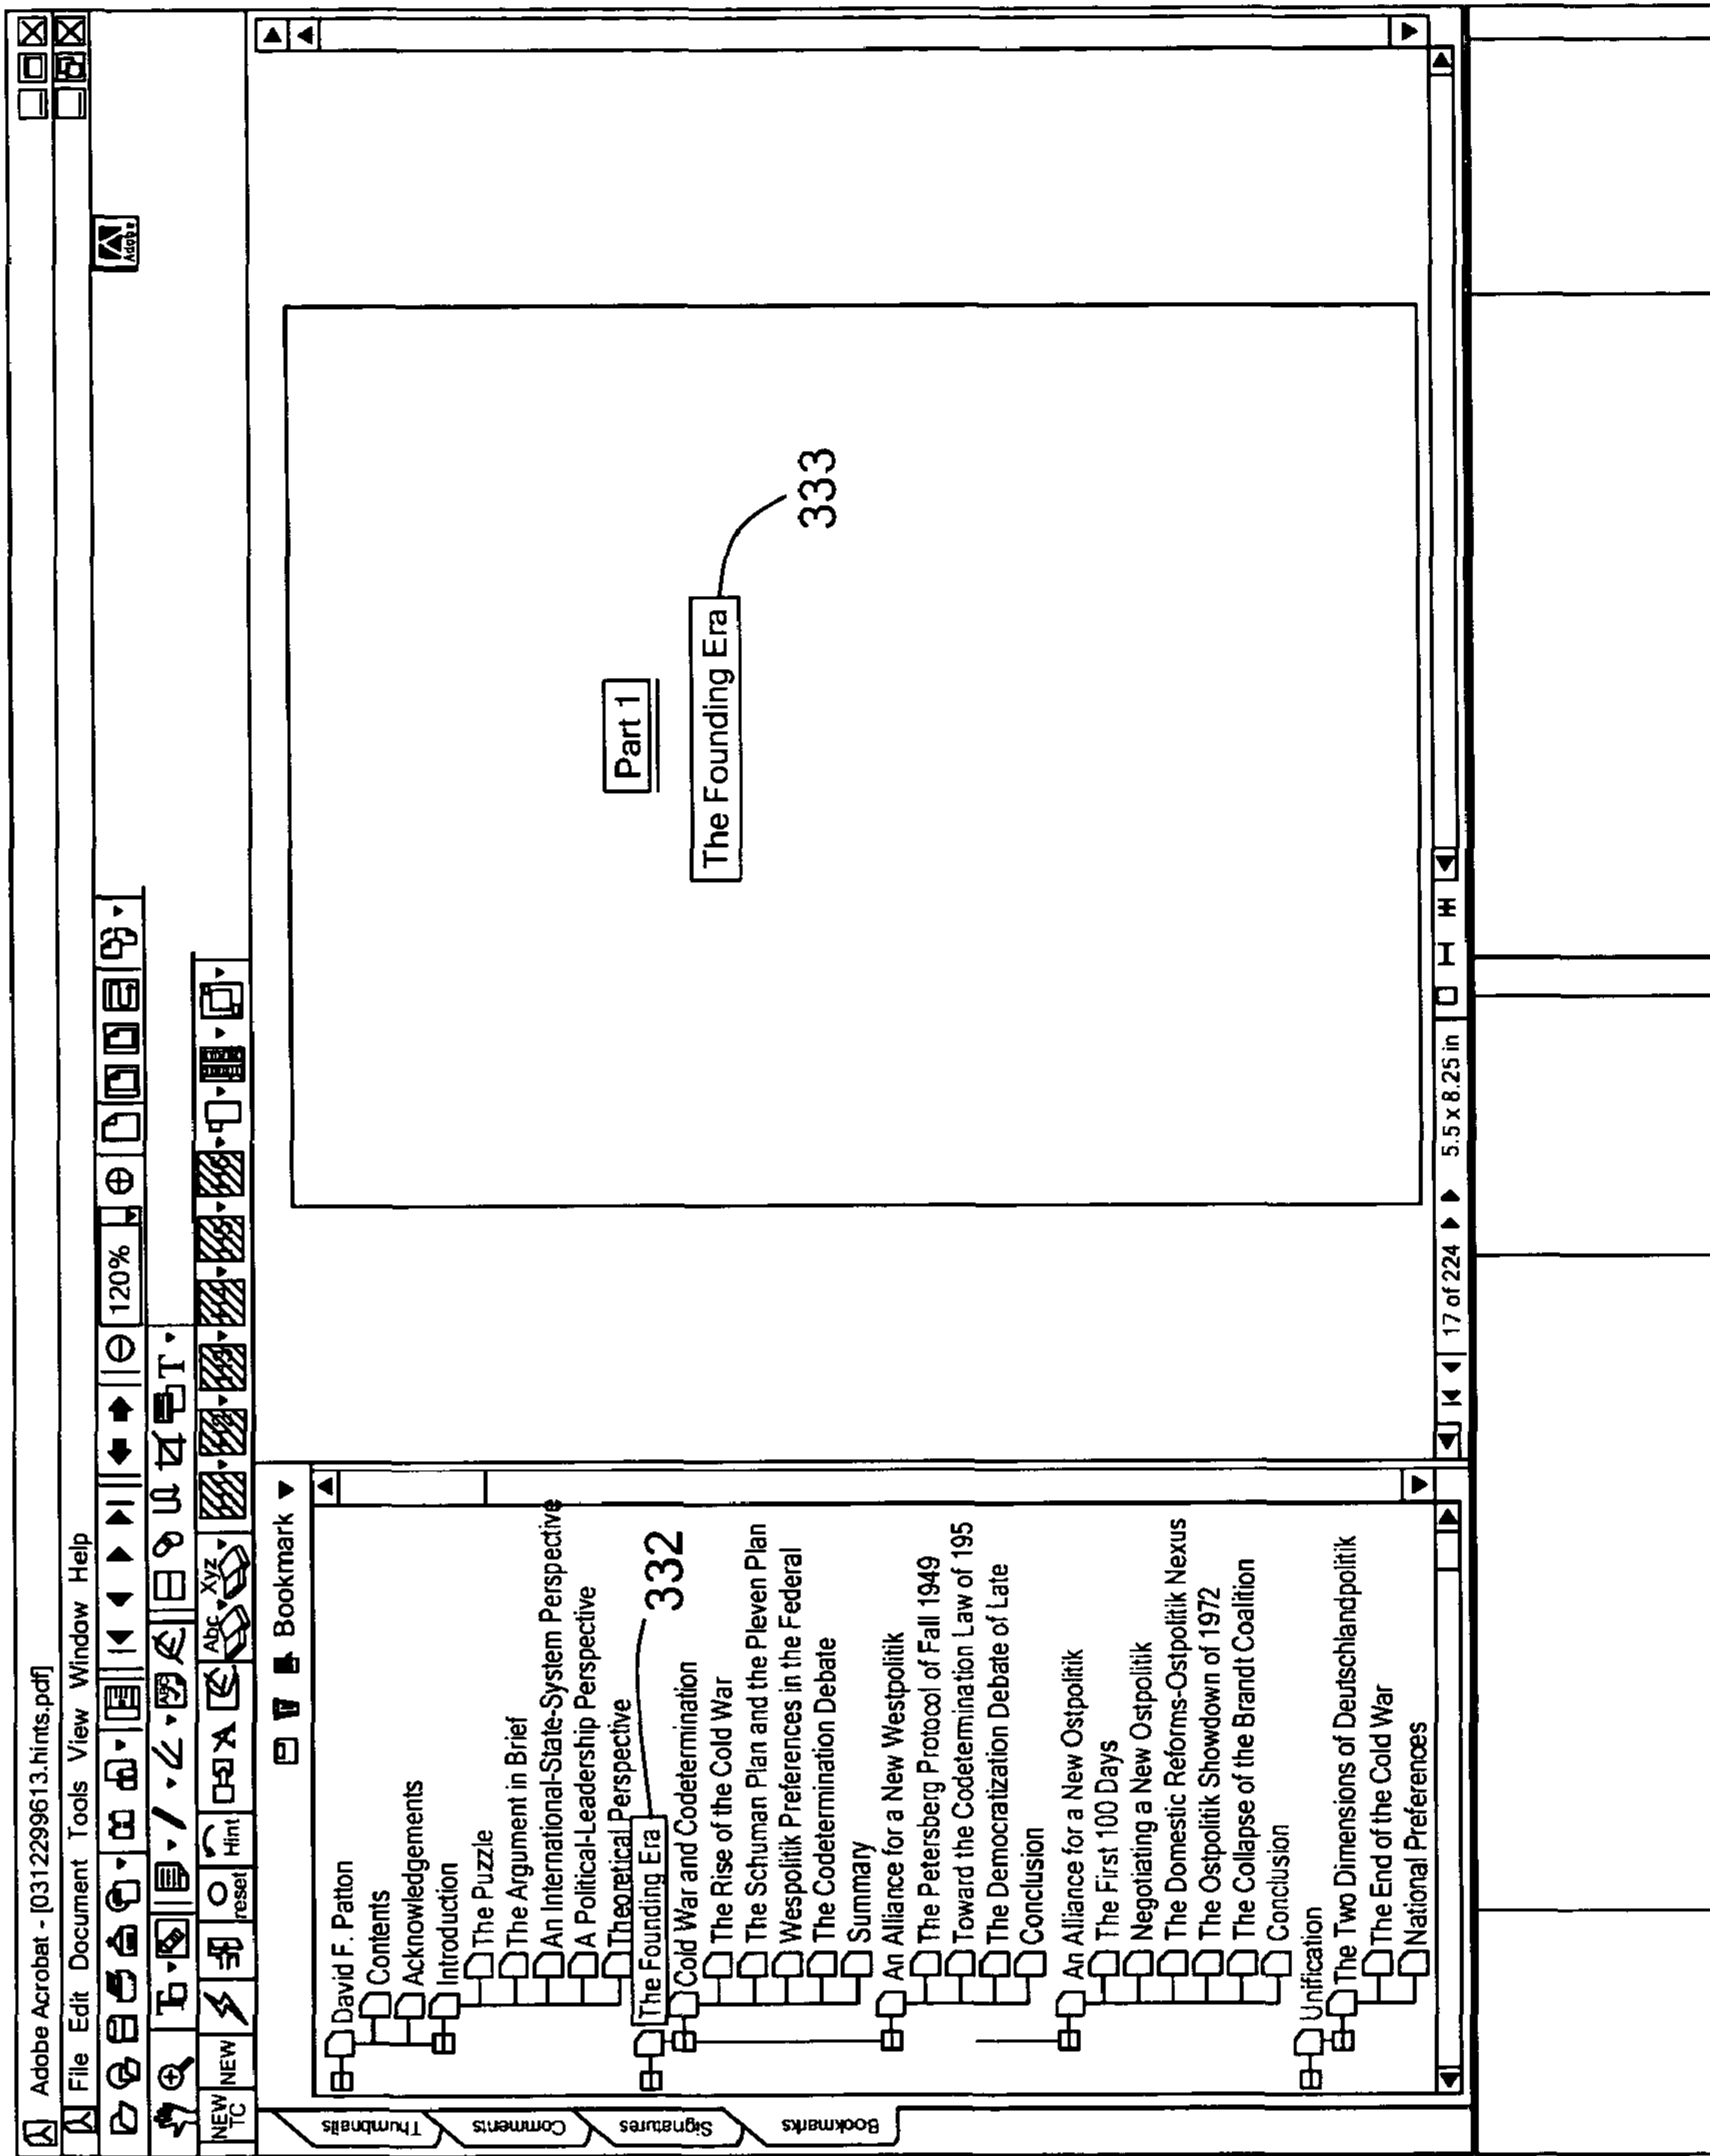 Adobe Acrobat - [0312299613.hints.pdf]
File Edit Document Tools View Window Help
120%
Adobe
T
T
ABC
NEW TC
NEW
reset
Hint
Abc
Xyz
Thumbnails
Comments
Signatures
Bookmarks
Bookmark
David F. Patton
Contents
Acknowledgements
Introduction
The Puzzle
The Argument in Brief
An International-State-System Perspective
A Political-Leadership Perspective
Theoretical Perspective
332
The Founding Era
Cold War and Codetermination
The Rise of the Cold War
The Schuman Plan and the Pleven Plan
Wespolitik Preferences in the Federal
The Codetermination Debate
Summary
An Alliance for a New Westpolitik
The Petersberg Protocol of Fall 1949
Toward the Codetermination Law of 195
The Democratization Debate of Late
Conclusion
An Alliance for a New Ostpolitik
The First 100 Days
Negotiating a New Ostpolitik
The Domestic Reforms-Ostpolitik Nexus
The Ostpolitik Showdown of 1972
The Collapse of the Brandt Coalition
Conclusion
Unification
The Two Dimensions of Deutschlandpolitik
The End of the Cold War
National Preferences
Part 1
The Founding Era
333
17 of 224
5.5 x 8.25 in